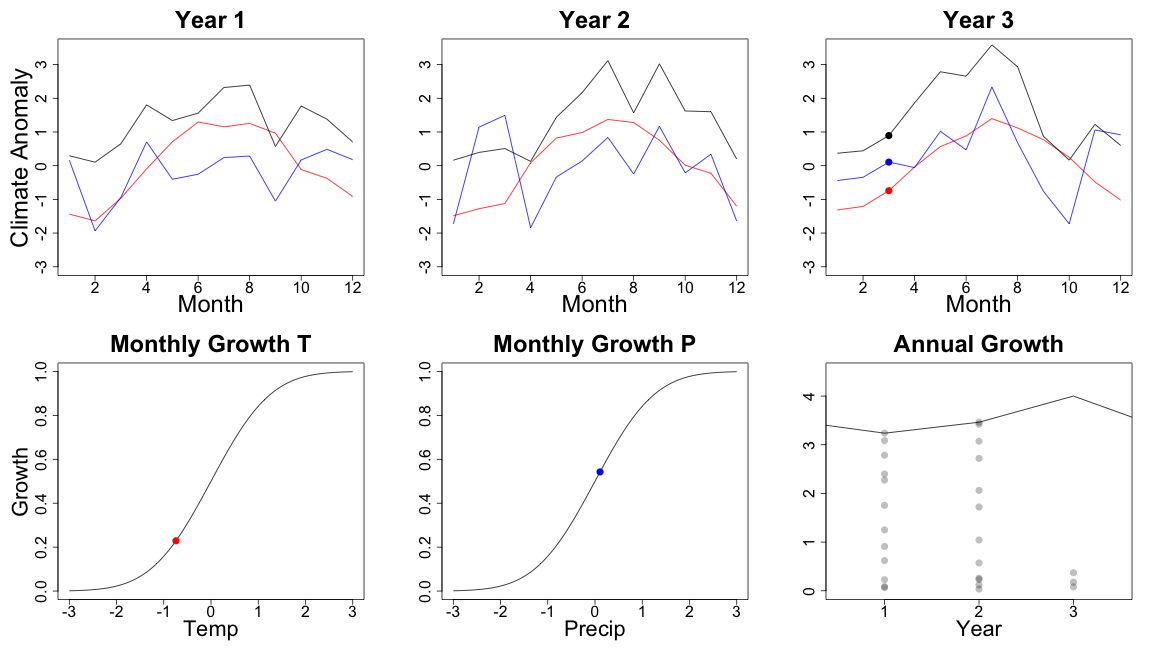 Year 1
Year 2
Year 3
Climate Anomaly
3
2
1
0
-1
-2
-3
2 4 6 8 10 12
Month
3
2
1
0
-1
-2
-3
2 4 6 8 10 12
Month
3
2
1
0
-1
-2
-3
2 4 6 8 10 12
Month
Monthly Growth T
Monthly Growth P
Annual Growth
Growth
1.0
0.8
0.6
0.4
0.2
0.0
-3 -2 -1 0 1 2 3
Temp
1.0
0.8
0.6
0.4
0.2
0.0
-3 -2 -1 0 1 2 3
Precip
4
3
2
1
0
1 2 3
Year